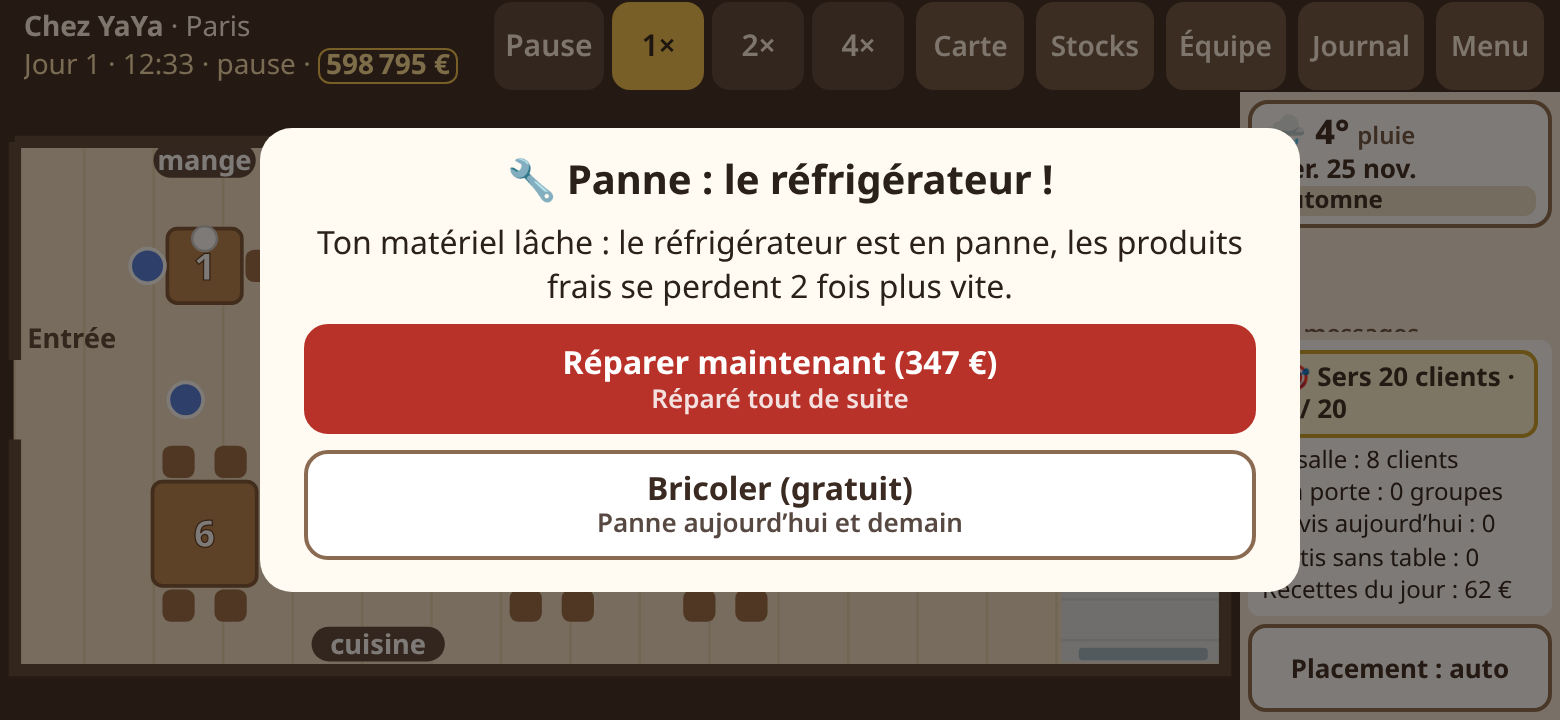 Chez YaYa · Paris
Jour 1 · 12:33 · pause · 598 795 €
Pause
1×
2×
4×
Carte
Stocks
Équipe
Journal
Menu
mange
1
Entrée
6
cuisine
🔧 Panne : le réfrigérateur !
Ton matériel lâche : le réfrigérateur est en panne, les produits
frais se perdent 2 fois plus vite.
Réparer maintenant (347 €)
Réparé tout de suite
Bricoler (gratuit)
Panne aujourd’hui et demain
4° pluie
25 nov.
messages
Sers 20 clients ·
/ 20
salle : 8 clients
porte : 0 groupes
aujourd’hui : 0
sans table : 0
Recettes du jour : 62 €
Placement : auto